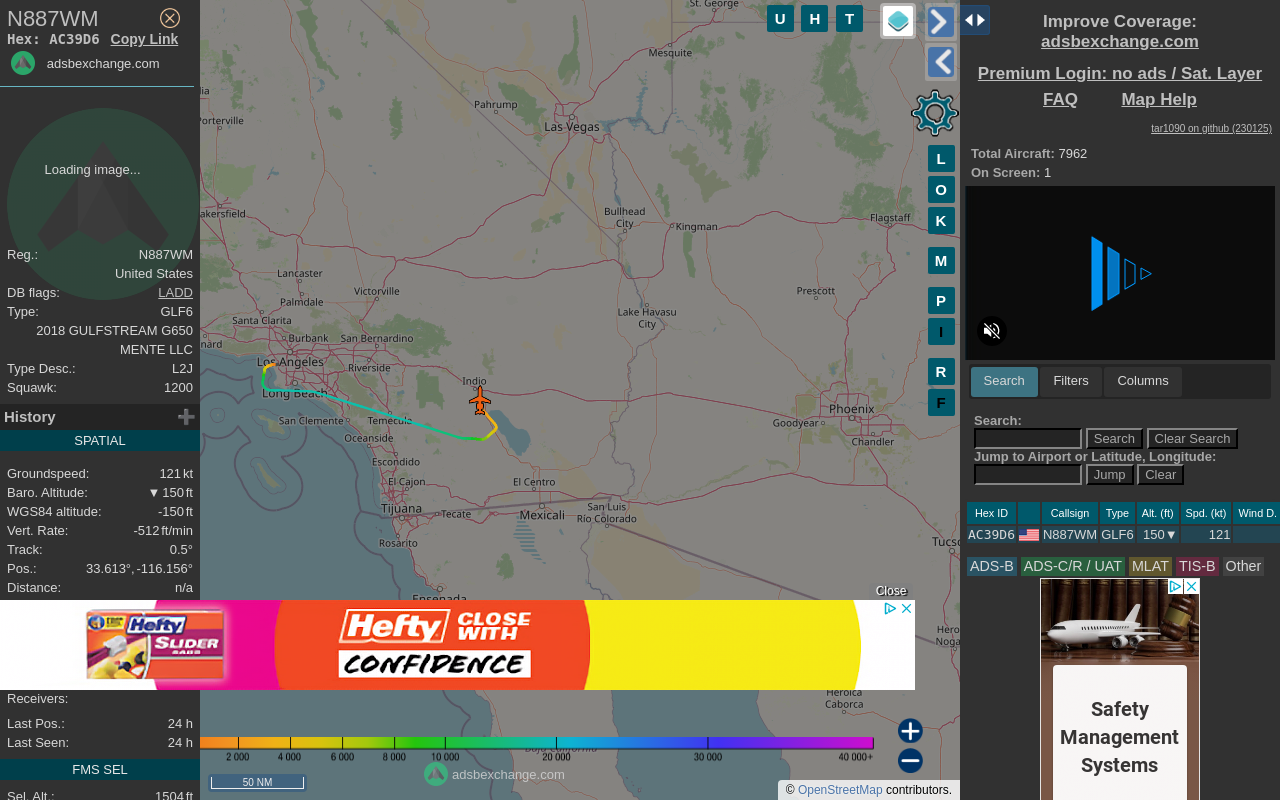 N887WM
Hex: AC39D6 Copy Link
adsbexchange.com
Loading image...
Reg.: N887WM
United States
DB flags: LADD
Type: GLF6
2018 GULFSTREAM G650
MENTE LLC
Type Desc.: L2J
Squawk: 1200
History
SPATIAL
Groundspeed: 121 kt
Baro. Altitude: ▼ 150 ft
WGS84 altitude: -150 ft
Vert. Rate: -512 ft/min
Track: 0.5°
Pos.: 33.613°, -116.156°
Distance: n/a
Receivers:
Last Pos.: 24 h
Last Seen: 24 h
FMS SEL
Sel. Alt.: 1504 ft
St. George
Mesquite
Pahrump
Las Vegas
Porterville
akersfield
Bullhead
City
Kingman
Flagstaff
Lancaster
Palmdale
Victorville
Prescott
Santa Clarita
Lake Havasu
City
nard
Burbank
San Bernardino
Los Angeles
Riverside
Indio
Long Beach
San Clemente
Temecula
Phoenix
Goodyear
Chandler
Oceanside
Escondido
El Cajon
El Centro
Tijuana
Tecate
Mexicali
San Luis
Río Colorado
Rosarito
Tucso
Ensenada
Hero
Noga
Heroica
Caborca
Baja California
U H T
L
O
K
M
P
I
R
F
Close
Hefty
SLIDER
BAGS
Hefty CLOSE
WITH
CONFIDENCE
2 000 4 000 6 000 8 000 10 000 20 000 30 000 40 000+
adsbexchange.com
50 NM
© OpenStreetMap contributors.
Improve Coverage:
adsbexchange.com
Premium Login: no ads / Sat. Layer
FAQ Map Help
tar1090 on github (230125)
Total Aircraft: 7962
On Screen: 1
Search Filters Columns
Search:
Search Clear Search
Jump to Airport or Latitude, Longitude:
Jump Clear
Hex ID Callsign Type Alt. (ft) Spd. (kt) Wind D.
AC39D6 N887WM GLF6 150▼ 121
ADS-B ADS-C/R / UAT MLAT TIS-B Other
Safety
Management
Systems